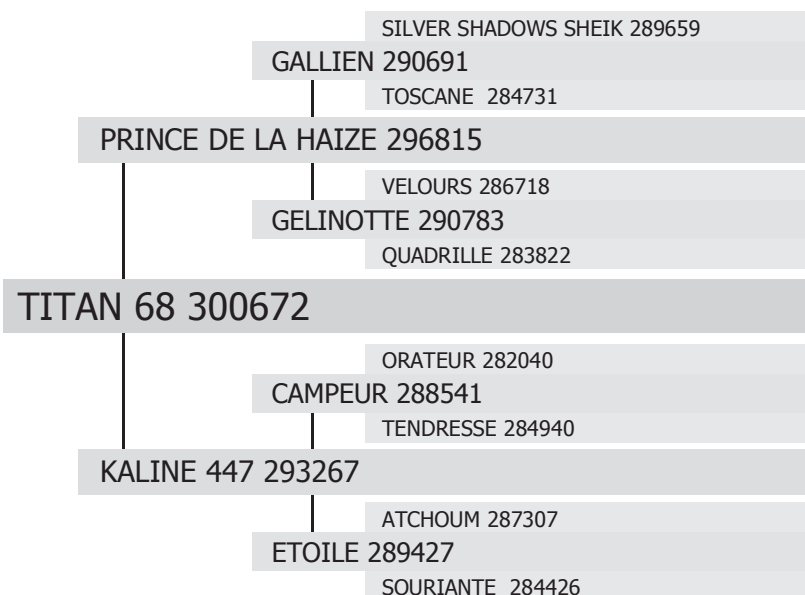 SILVER SHADOWS SHEIK 289659
GALLIEN 290691
TOSCANE 284731
PRINCE DE LA HAIZE 296815
VELOURS 286718
GELINOTTE 290783
QUADRILLE 283822
TITAN 68 300672
ORATEUR 282040
CAMPEUR 288541
TENDRESSE 284940
KALINE 447 293267
ATCHOUM 287307
ETOILE 289427
SOURIANTE 284426